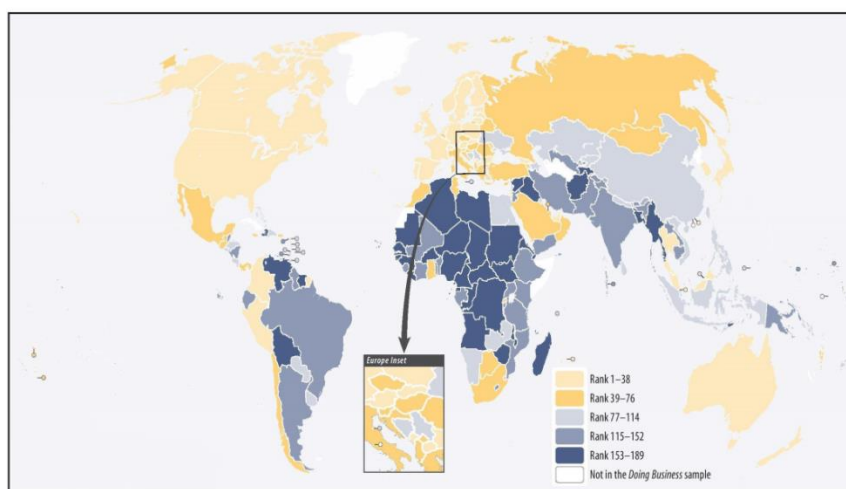 Europe Inset
Rank 1–38
Rank 39–76
Rank 77–114
Rank 115–152
Rank 153–189
Not in the Doing Business sample